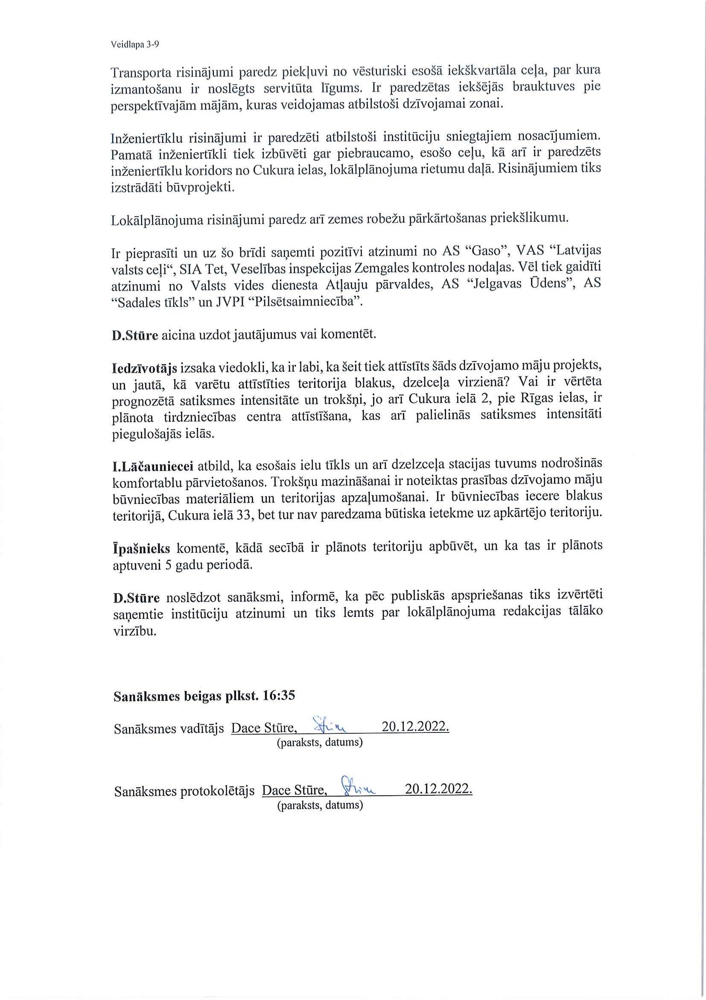 Veidlapa 3-9
Transporta risinājumi paredz piekļuvi no vēsturiski esošā iekškvartāla ceļa, par kura
izmantošanu ir noslēgts servitūta līgums. Ir paredzētas iekšējās brauktuves pie
perspektīvajām mājām, kuras veidojamas atbilstoši dzīvojamai zonai.
Inženiertīklu risinājumi ir paredzēti atbilstoši institūciju sniegtajiem nosacījumiem.
Pamatā inženiertīkli tiek izbūvēti gar piebraucamo, esošo ceļu, kā arī ir paredzēts
inženiertīklu koridors no Cukura ielas, lokālplānojuma rietumu daļā. Risinājumiem tiks
izstrādāti būvprojekti.
Lokālplānojuma risinājumi paredz arī zemes robežu pārkārtošanas priekšlikumu.
Ir pieprasīti un uz šo brīdi saņemti pozitīvi atzinumi no AS “Gaso”, VAS “Latvijas
valsts ceļi“, SIA Tet, Veselības inspekcijas Zemgales kontroles nodaļas. Vēl tiek gaidīti
atzinumi no Valsts vides dienesta Atļauju pārvaldes, AS “Jelgavas Ūdens”, AS
“Sadales tīkls” un JVPI “Pilsētsaimniecība”.
D.Stūre aicina uzdot jautājumus vai komentēt.
Iedzīvotājs izsaka viedokli, ka ir labi, ka šeit tiek attīstīts šāds dzīvojamo māju projekts,
un jautā, kā varētu attīstīties teritorija blakus, dzelceļa virzienā? Vai ir vērtēta
prognozētā satiksmes intensitāte un trokšņi, jo arī Cukura ielā 2, pie Rīgas ielas, ir
plānota tirdzniecības centra attīstīšana, kas arī palielinās satiksmes intensitāti
piegulošajās ielās.
I.Lāčauniecei atbild, ka esošais ielu tīkls un arī dzelzceļa stacijas tuvums nodrošinās
komfortablu pārvietošanos. Trokšņu mazināšanai ir noteiktas prasības dzīvojamo māju
būvniecības materiāliem un teritorijas apzaļumošanai. Ir būvniecības iecere blakus
teritorijā, Cukura ielā 33, bet tur nav paredzama būtiska ietekme uz apkārtējo teritoriju.
Īpašnieks komentē, kādā secībā ir plānots teritoriju apbūvēt, un ka tas ir plānots
aptuveni 5 gadu periodā.
D.Stūre noslēdzot sanāksmi, informē, ka pēc publiskās apspriešanas tiks izvērtēti
saņemtie institūciju atzinumi un tiks lemts par lokālplānojuma redakcijas tālāko
virzību.
Sanāksmes beigas plkst. 16:35
Sanāksmes vadītājs Dace Stūre, 20.12.2022.
(paraksts, datums)
Sanāksmes protokolētājs Dace Stūre, 20.12.2022.
(paraksts, datums)